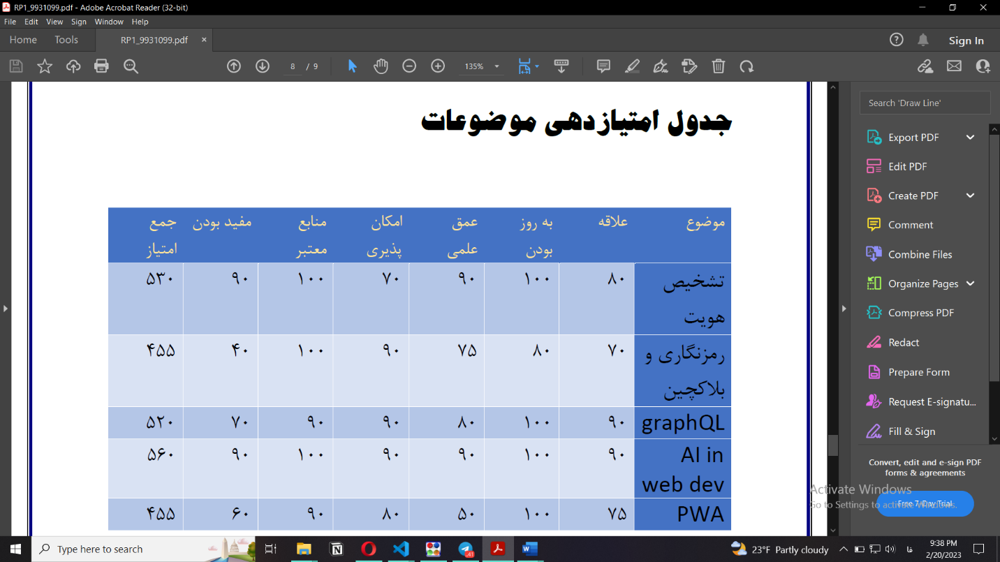 RP1_9931099.pdf - Adobe Acrobat Reader (32-bit)
File Edit View Sign Window Help
Home Tools RP1_9931099.pdf × Sign In
8 / 9 135%
جدول امتیازدهی موضوعات
موضوع علاقه به روز بودن عمق علمی امکان پذیری منابع معتبر مفید بودن جمع امتیاز
تشخیص هویت ۸۰ ۱۰۰ ۹۰ ۷۰ ۱۰۰ ۹۰ ۵۳۰
رمزنگاری و بلاکچین ۷۰ ۸۰ ۷۵ ۹۰ ۱۰۰ ۴۰ ۴۵۵
graphQL ۹۰ ۱۰۰ ۸۰ ۹۰ ۹۰ ۷۰ ۵۲۰
AI in web dev ۹۰ ۱۰۰ ۹۰ ۹۰ ۱۰۰ ۹۰ ۵۶۰
PWA ۷۵ ۱۰۰ ۵۰ ۸۰ ۹۰ ۶۰ ۴۵۵
Search 'Draw Line'
Export PDF
Edit PDF
Create PDF
Comment
Combine Files
Organize Pages
Compress PDF
Redact
Prepare Form
Request E-signatu...
Fill & Sign
Convert, edit and e-sign PDF
forms & agreements
Free 7-Day Trial
Activate Windows
Go to Settings to activate Windows.
Type here to search
41
23°F Partly cloudy
فا
9:38 PM
2/20/2023